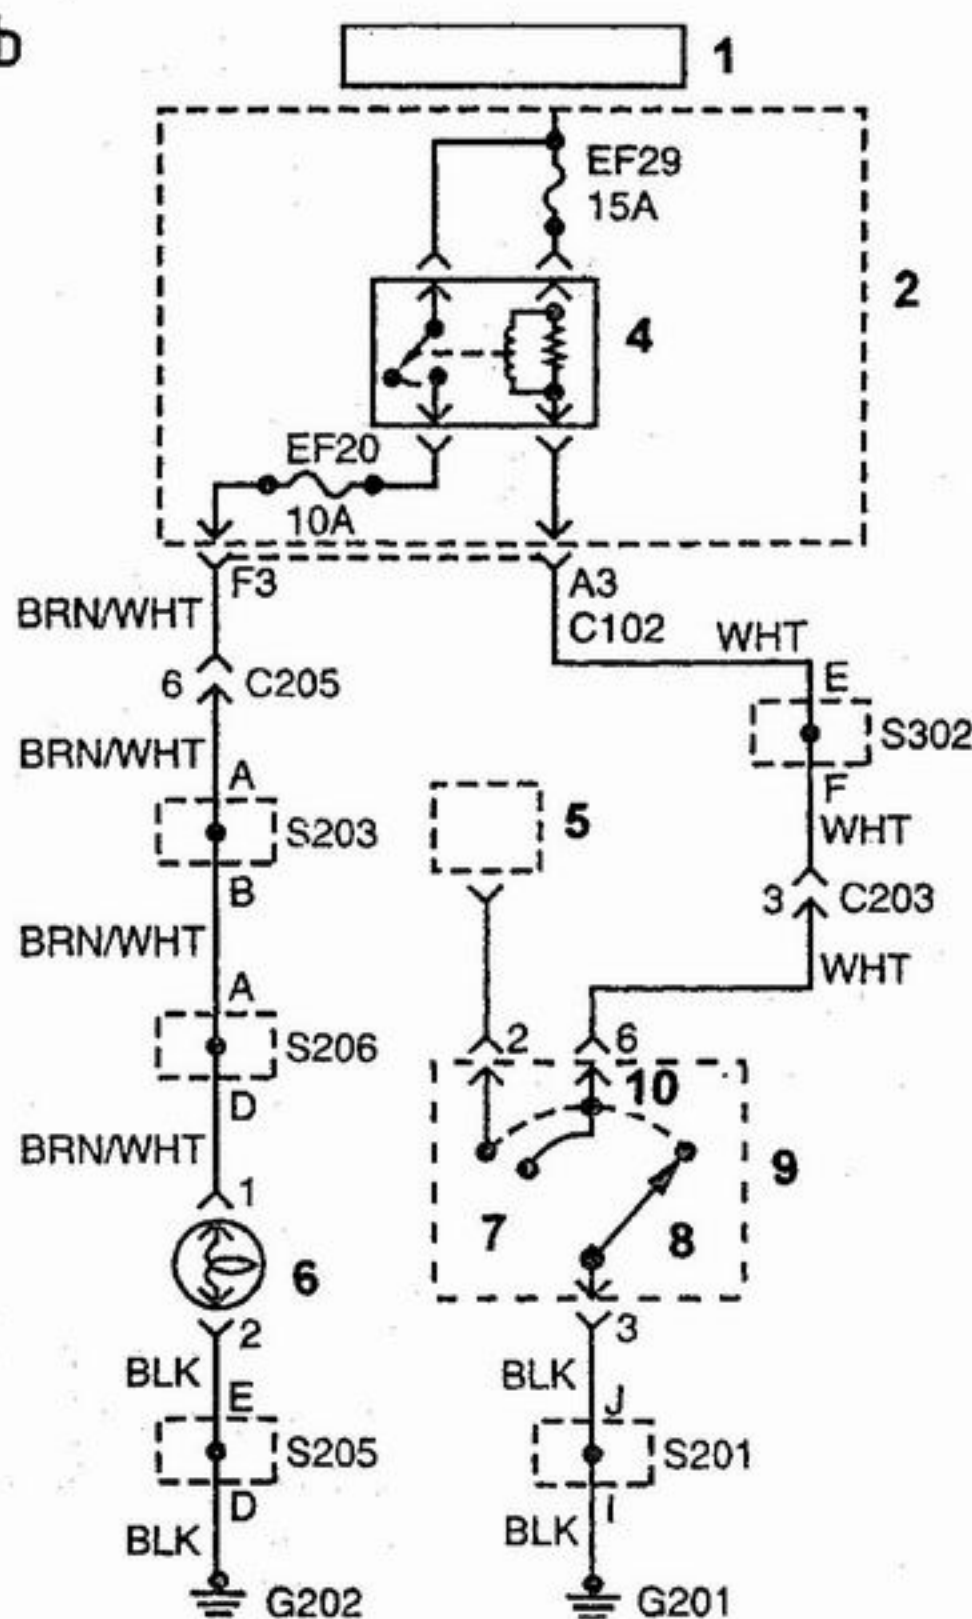 D
1
EF29
15A
2
4
EF20
10A
F3
A3
BRN/WHT
C102
WHT
E
6 C205
S302
BRN/WHT
A
F
5
WHT
S203
B
3 C203
BRN/WHT
WHT
A
2 6
S206
10
D
BRN/WHT
9
1
7
8
6
2
3
BLK
BLK
E
J
S205
S201
D
I
BLK
BLK
G202
G201